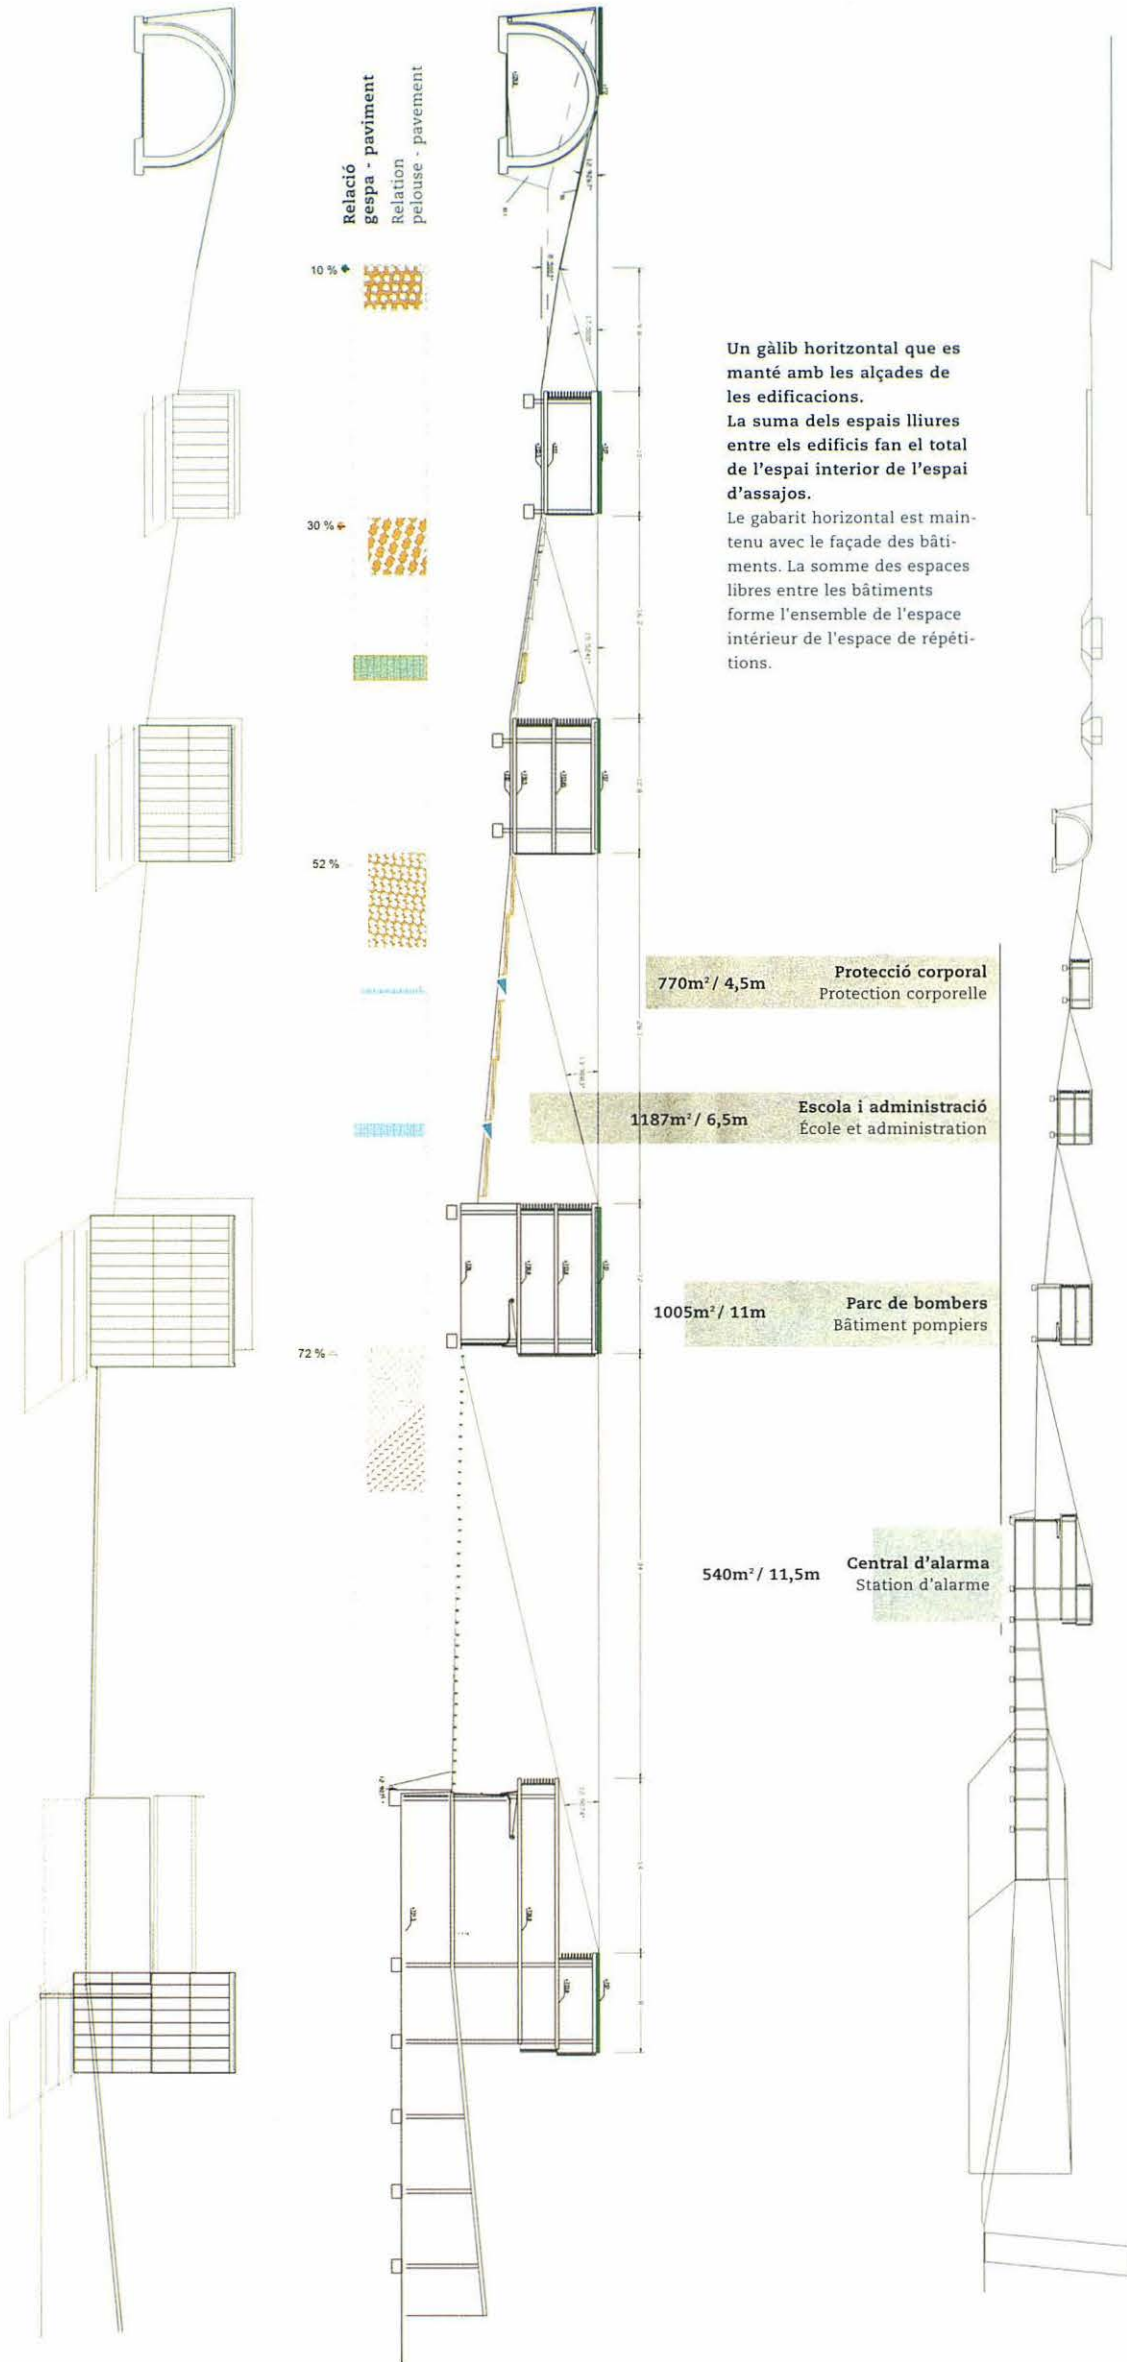 Relació
gespa - paviment
Relation
pelouse - pavement
10 %
30 %
52 %
72 %
Un gàlib horitzontal que es
manté amb les alçades de
les edificacions.
La suma dels espais lliures
entre els edificis fan el total
de l'espai interior de l'espai
d'assajos.
Le gabarit horizontal est main-
tenu avec le façade des bâti-
ments. La somme des espaces
libres entre les bâtiments
forme l'ensemble de l'espace
intérieur de l'espace de répéti-
tions.
770m²/ 4,5m
Protecció corporal
Protection corporelle
1187m²/ 6,5m
Escola i administració
École et administration
1005m²/ 11m
Parc de bombers
Bâtiment pompiers
540m²/ 11,5m
Central d'alarma
Station d'alarme